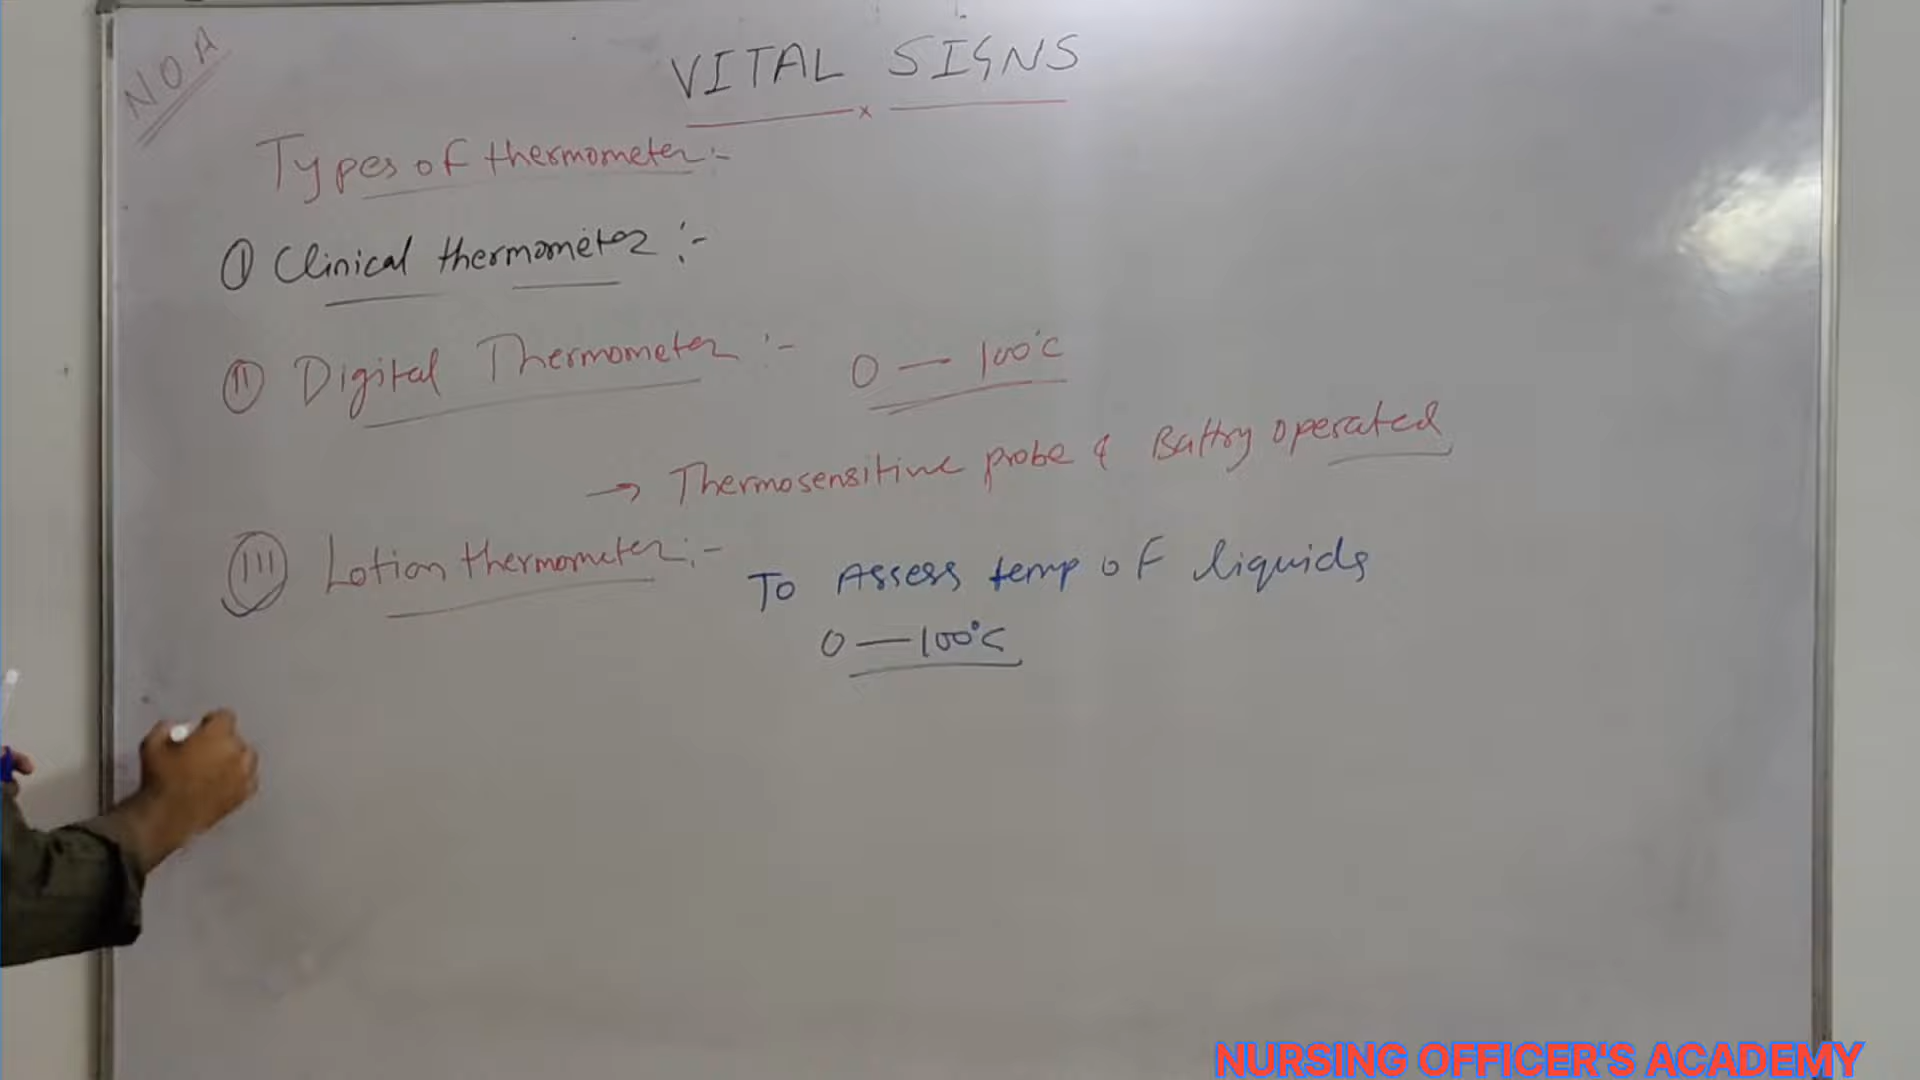 NOA
VITAL SIGNS
x
Types of thermometer :-
① Clinical thermometer :-
Ⓘⓘ Digital Thermometer :- 0 — 100°C
→ Thermosensitive probe & Battry operated
III Lotion thermometer :- To Assess temp of liquids
0 — 100°C
NURSING OFFICER'S ACADEMY